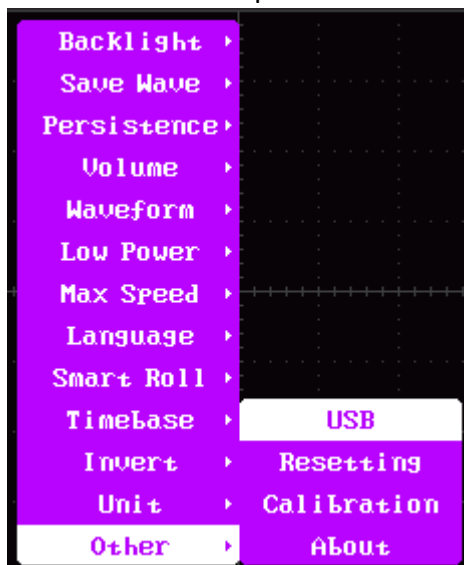 Backlight
Save Wave
Persistence
Volume
Waveform
Low Power
Max Speed
Language
Smart Roll
Timebase
Invert
Unit
Other
USB
Resetting
Calibration
About